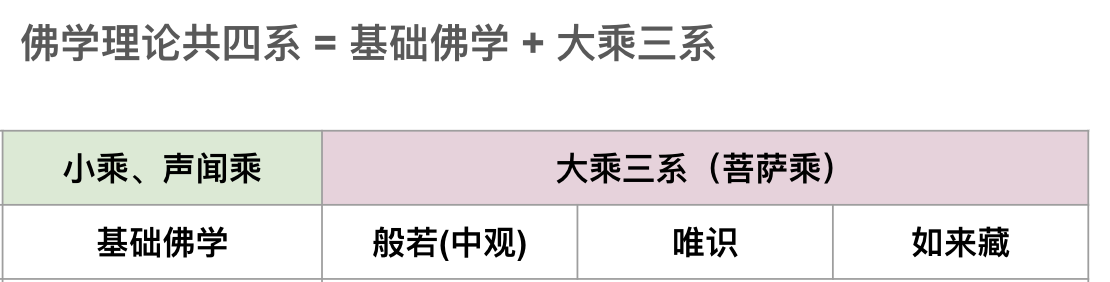 佛学理论共四系 = 基础佛学 + 大乘三系
小乘、声闻乘 大乘三系（菩萨乘）
基础佛学 般若(中观) 唯识 如来藏